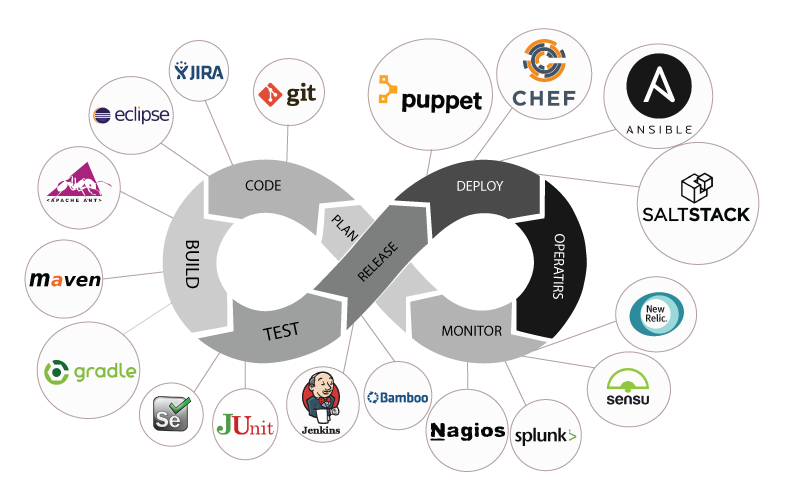 JIRA
git
eclipse
puppet
CHEF
ANSIBLE
<APACHE ANT>
SALTSTACK
maven
gradle
CODE
PLAN
BUILD
TEST
RELEASE
DEPLOY
OPERATIRS
MONITOR
New
Relic.
sensu
Se
JUnit
Jenkins
Bamboo
Nagios
splunk>